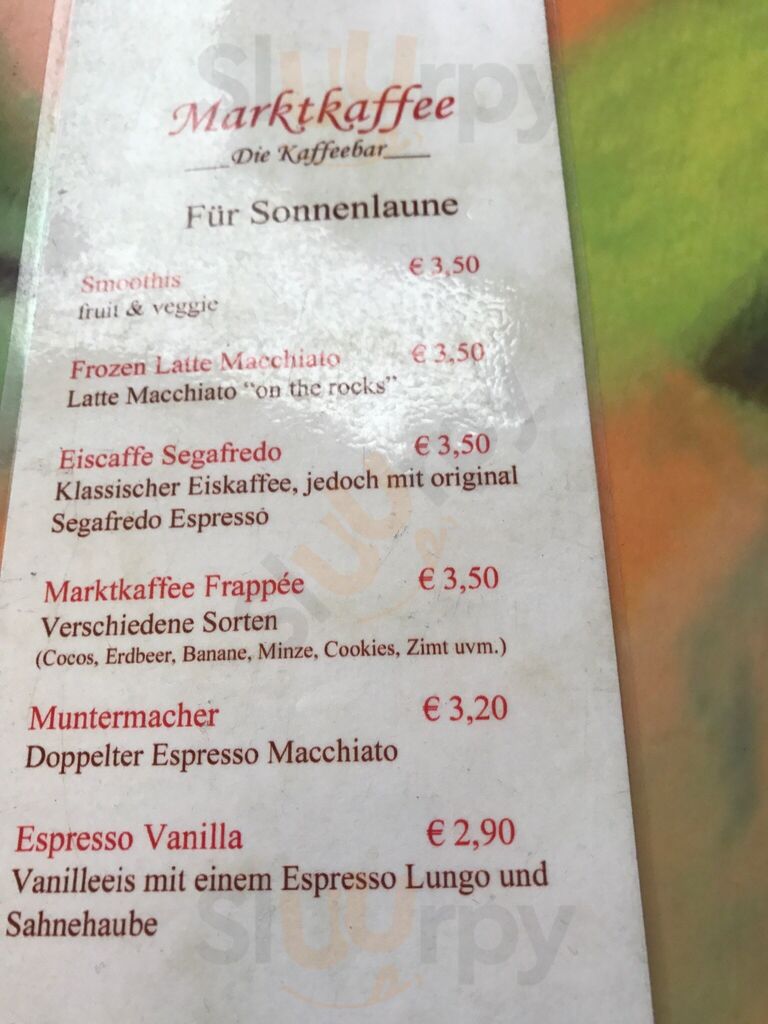 Marktkaffee
Die Kaffeebar
Für Sonnenlaune
Smoothis € 3,50
fruit & veggie
Frozen Latte Macchiato € 3,50
Latte Macchiato “on the rocks”
Eiscaffe Segafredo € 3,50
Klassischer Eiskaffee, jedoch mit original
Segafredo Espresso
Marktkaffee Frappée € 3,50
Verschiedene Sorten
(Cocos, Erdbeer, Banane, Minze, Cookies, Zimt uvm.)
Muntermacher € 3,20
Doppelter Espresso Macchiato
Espresso Vanilla € 2,90
Vanilleeis mit einem Espresso Lungo und
Sahnehaube
Sluurpy
Sluurpy
Sluurpy